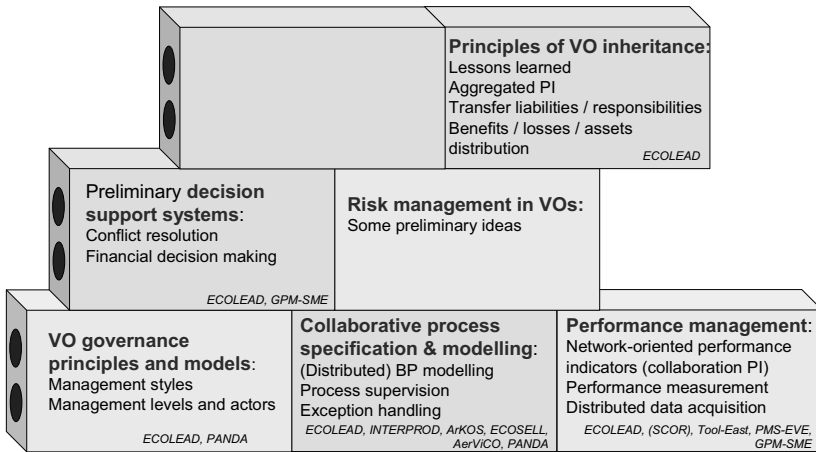 Principles of VO inheritance:
Lessons learned
Aggregated PI
Transfer liabilities / responsibilities
Benefits / losses / assets
distribution
ECOLEAD
Preliminary decision
support systems:
Conflict resolution
Financial decision making
ECOLEAD, GPM-SME
Risk management in VOs:
Some preliminary ideas
VO governance
principles and models:
Management styles
Management levels and actors
ECOLEAD, PANDA
Collaborative process
specification & modelling:
(Distributed) BP modelling
Process supervision
Exception handling
ECOLEAD, INTERPROD, ArKOS, ECOSELL,
AerViCO, PANDA
Performance management:
Network-oriented performance
indicators (collaboration PI)
Performance measurement
Distributed data acquisition
ECOLEAD, (SCOR), Tool-East, PMS-EVE,
GPM-SME